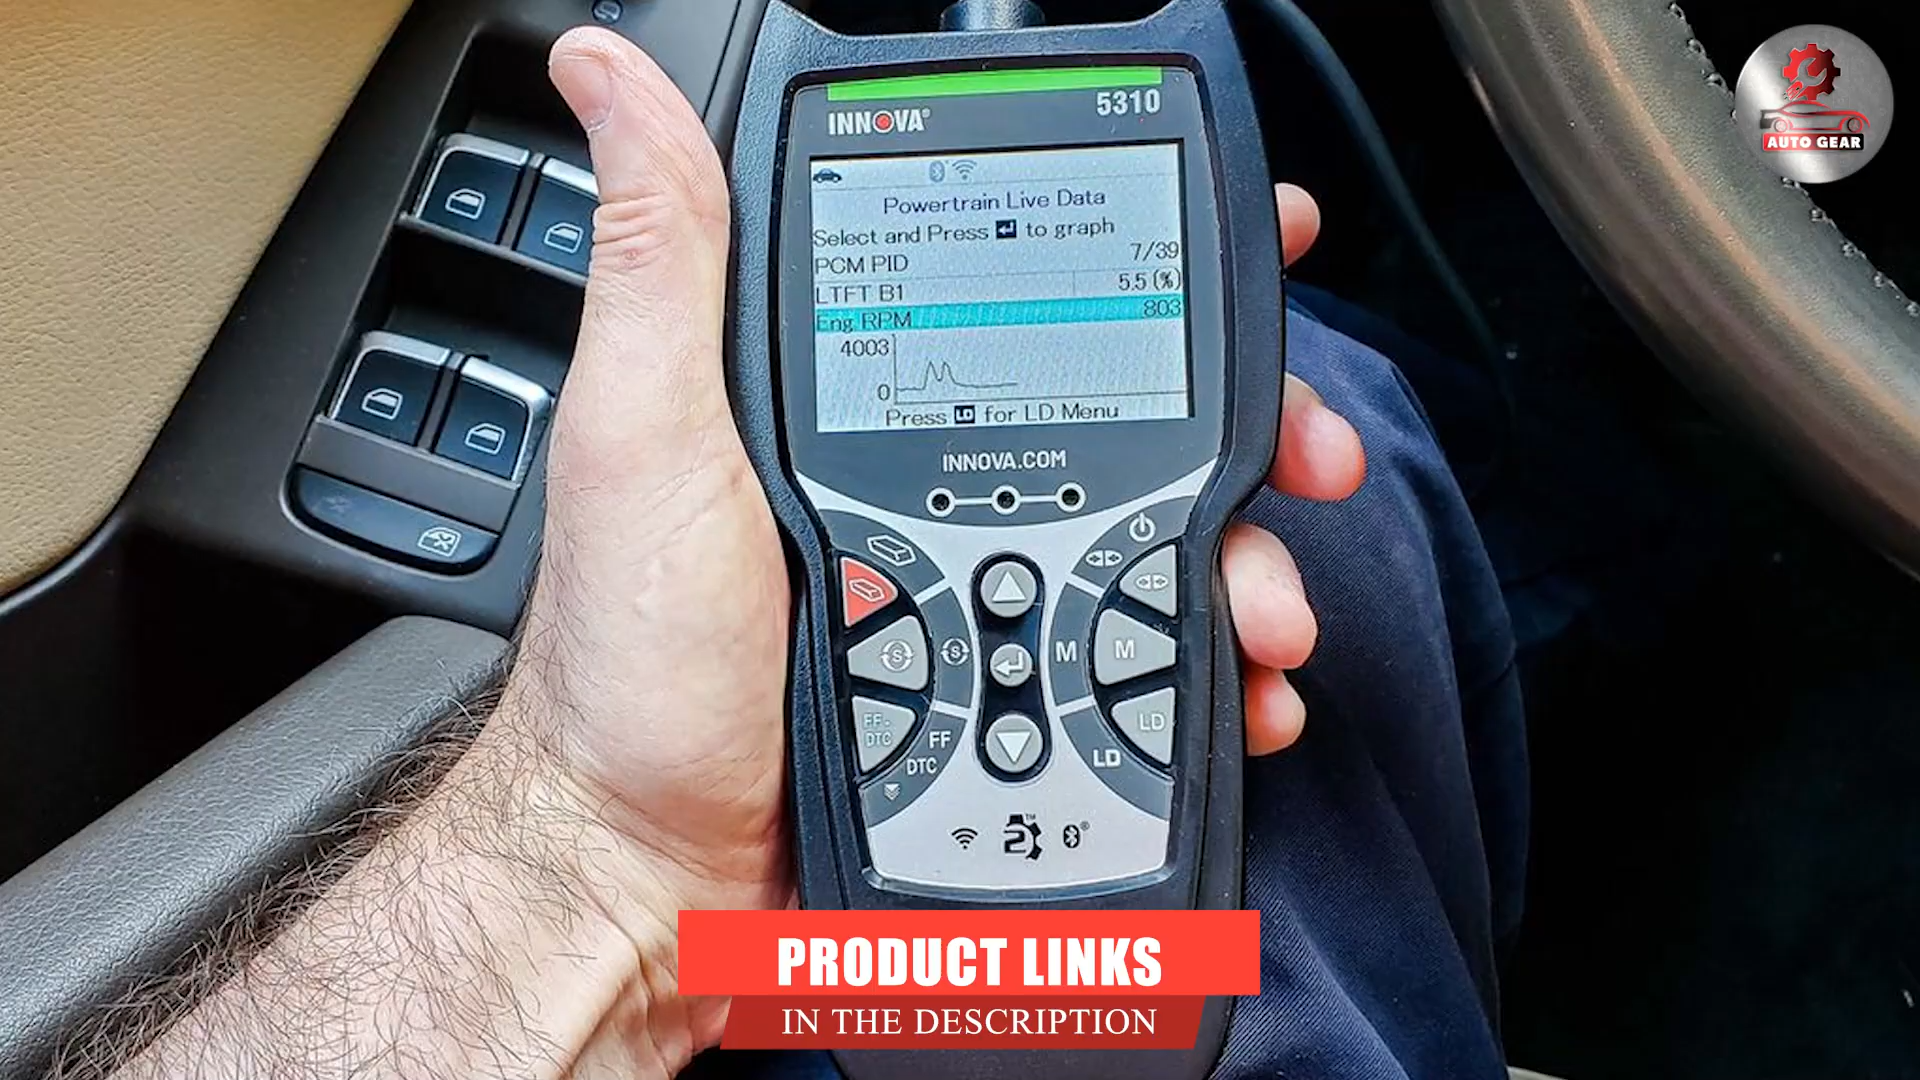 INNOVA®
5310
AUTO GEAR
Powertrain Live Data
Select and Press to graph
PCM PID 7/39
LTFT B1 5.5 (%)
Eng RPM 803
4003
0
Press LD for LD Menu
INNOVA.COM
S S M M
FF-
DTC
FF
DTC
LD
LD
2™
PRODUCT LINKS
IN THE DESCRIPTION